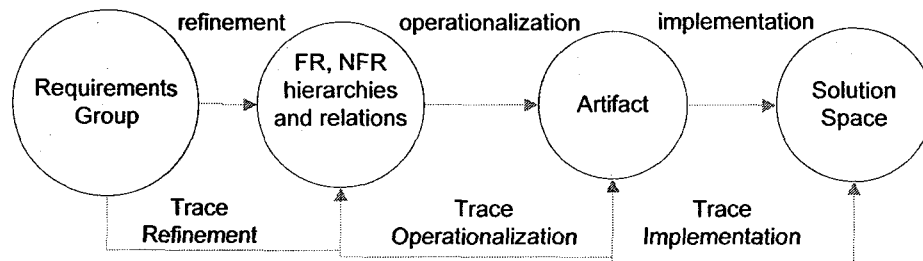 refinement
operationalization
implementation
Requirements
Group
FR, NFR
hierarchies
and relations
Artifact
Solution
Space
Trace
Refinement
Trace
Operationalization
Trace
Implementation